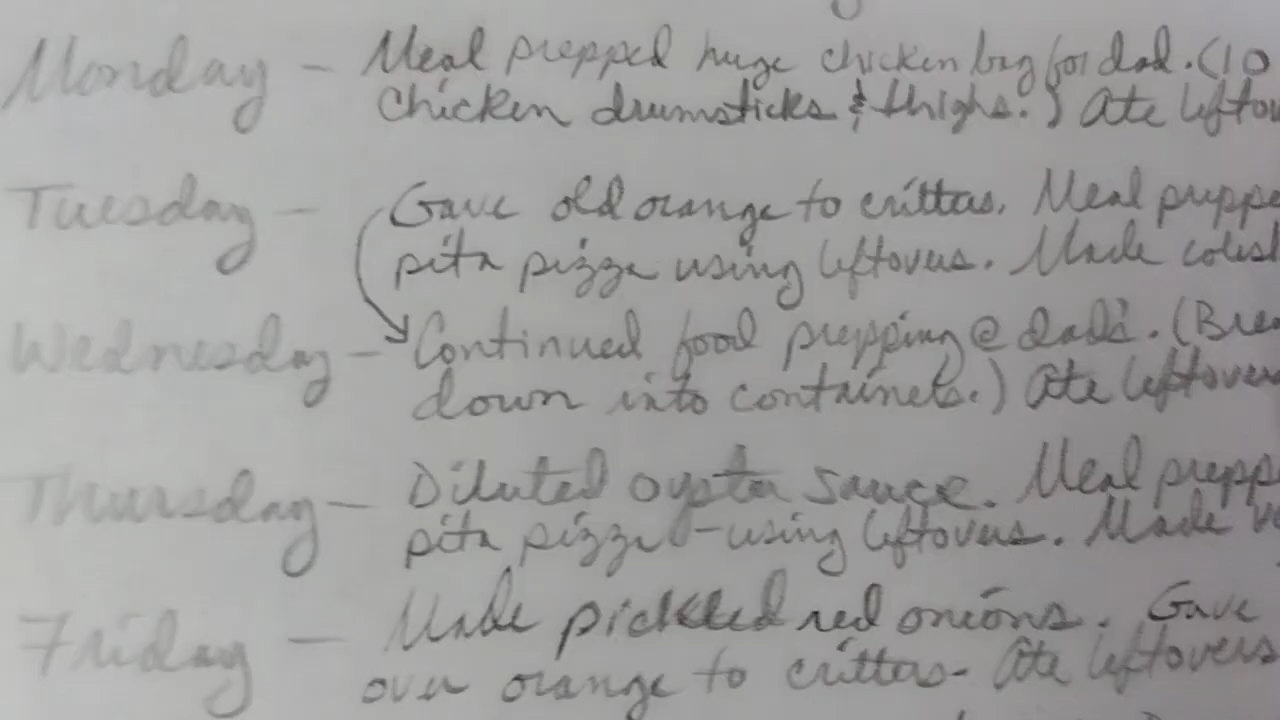 Monday - Meal prepped huge chicken bag for dad. (10
chicken drumsticks & thighs.) Ate leftov
Tuesday - Gave old orange to critters. Meal preppe
pita pizza using leftovers. Made
Wednesday - Continued food prepping @ dad's. (Bre
down into containers.) Ate leftovers
Thursday - Diluted oyster sauce. Meal prepp
pita pizza - using leftovers. Made
Friday - Made pickled red onions. Gave
over orange to critters. Ate leftovers